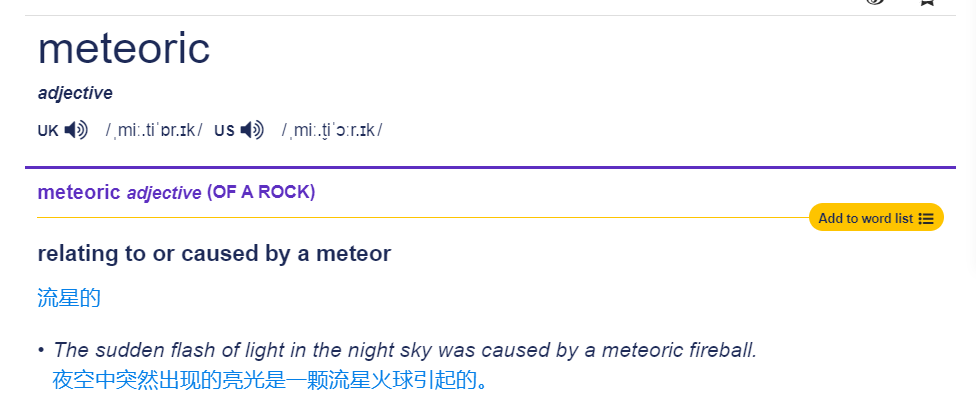 meteoric
adjective
UK /ˌmiː.tiˈɒr.ɪk/ US /ˌmiː.t̬iˈɔːr.ɪk/
meteoric adjective (OF A ROCK)
Add to word list
relating to or caused by a meteor
流星的
• The sudden flash of light in the night sky was caused by a meteoric fireball.
夜空中突然出现的亮光是一颗流星火球引起的。